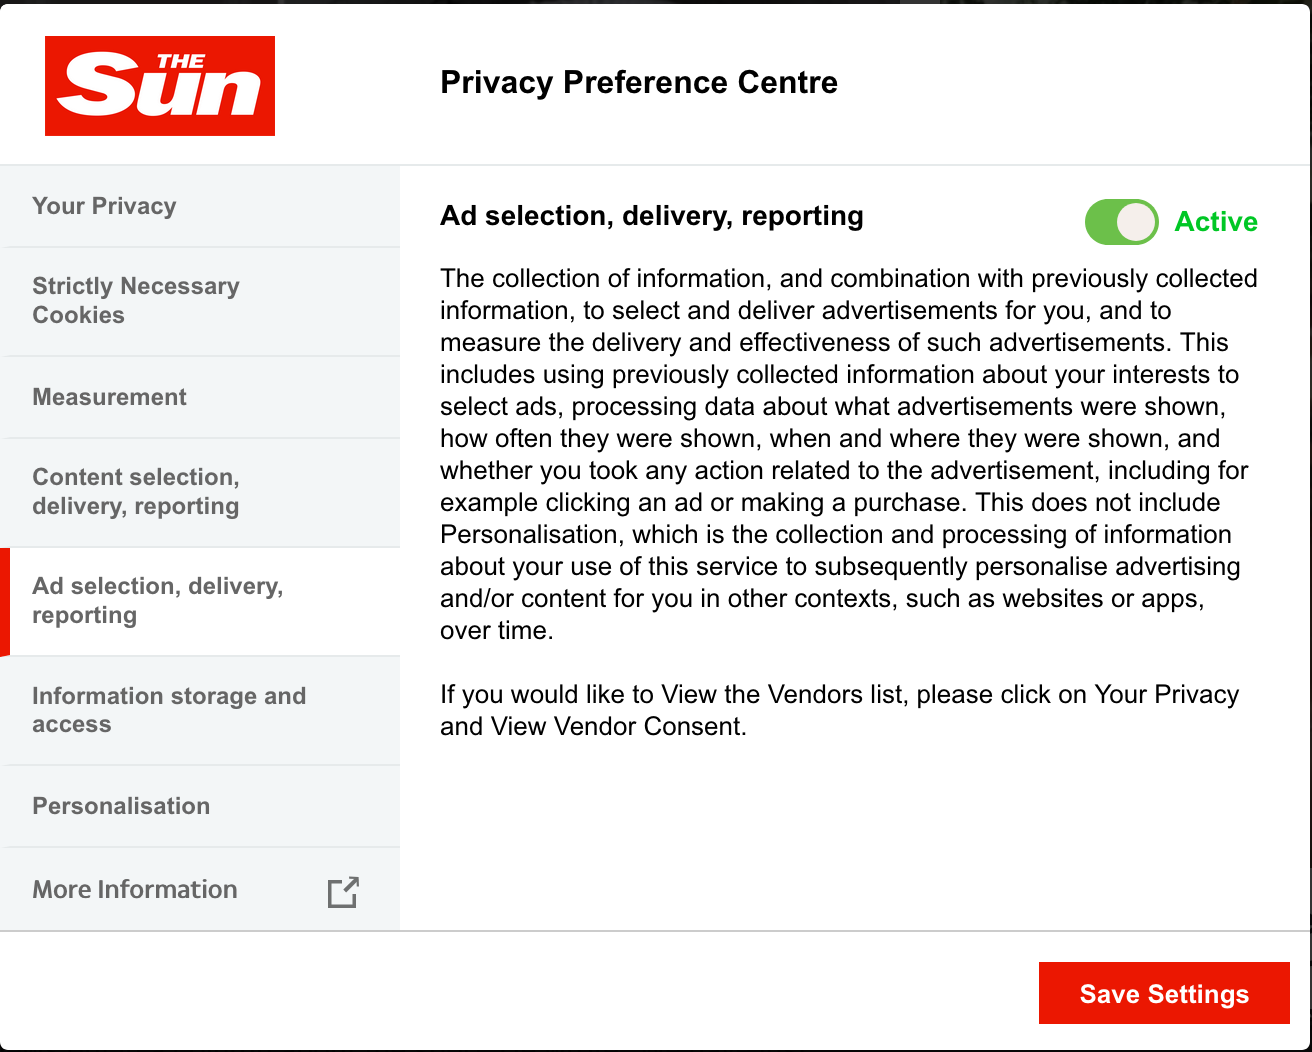 THE
Sun
Privacy Preference Centre
Your Privacy
Strictly Necessary
Cookies
Measurement
Content selection,
delivery, reporting
Ad selection, delivery,
reporting
Information storage and
access
Personalisation
More Information
Ad selection, delivery, reporting
Active
The collection of information, and combination with previously collected
information, to select and deliver advertisements for you, and to
measure the delivery and effectiveness of such advertisements. This
includes using previously collected information about your interests to
select ads, processing data about what advertisements were shown,
how often they were shown, when and where they were shown, and
whether you took any action related to the advertisement, including for
example clicking an ad or making a purchase. This does not include
Personalisation, which is the collection and processing of information
about your use of this service to subsequently personalise advertising
and/or content for you in other contexts, such as websites or apps,
over time.
If you would like to View the Vendors list, please click on Your Privacy
and View Vendor Consent.
Save Settings